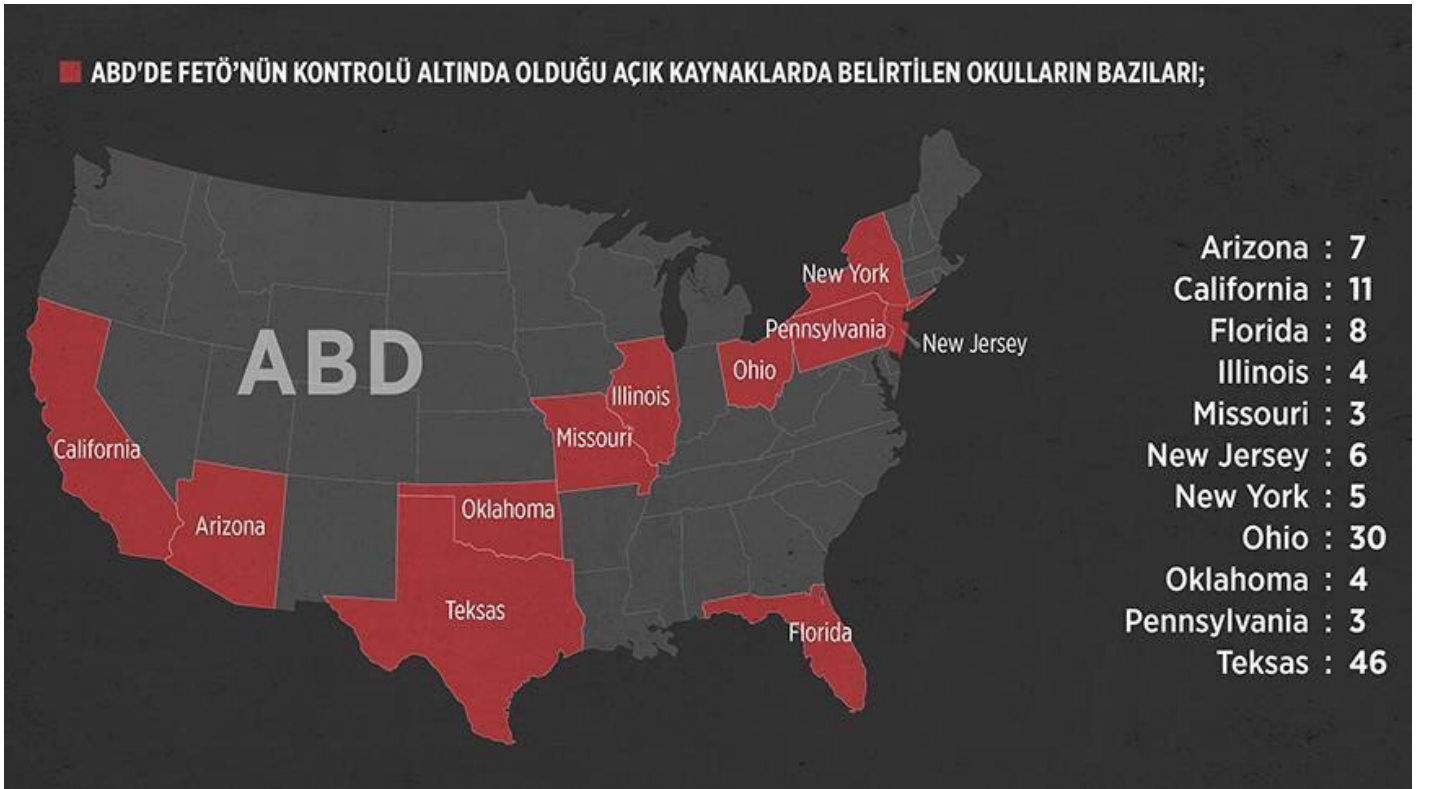 ABD'DE FETÖ'NÜN KONTROLÜ ALTINDA OLDUĞU AÇIK KAYNAKLARDA BELİRTİLEN OKULLARIN BAZILARI;
ABD
New York
Pennsylvania
New Jersey
Ohio
Illinois
Missouri
California
Oklahoma
Arizona
Teksas
Florida
Arizona : 7
California : 11
Florida : 8
Illinois : 4
Missouri : 3
New Jersey : 6
New York : 5
Ohio : 30
Oklahoma : 4
Pennsylvania : 3
Teksas : 46